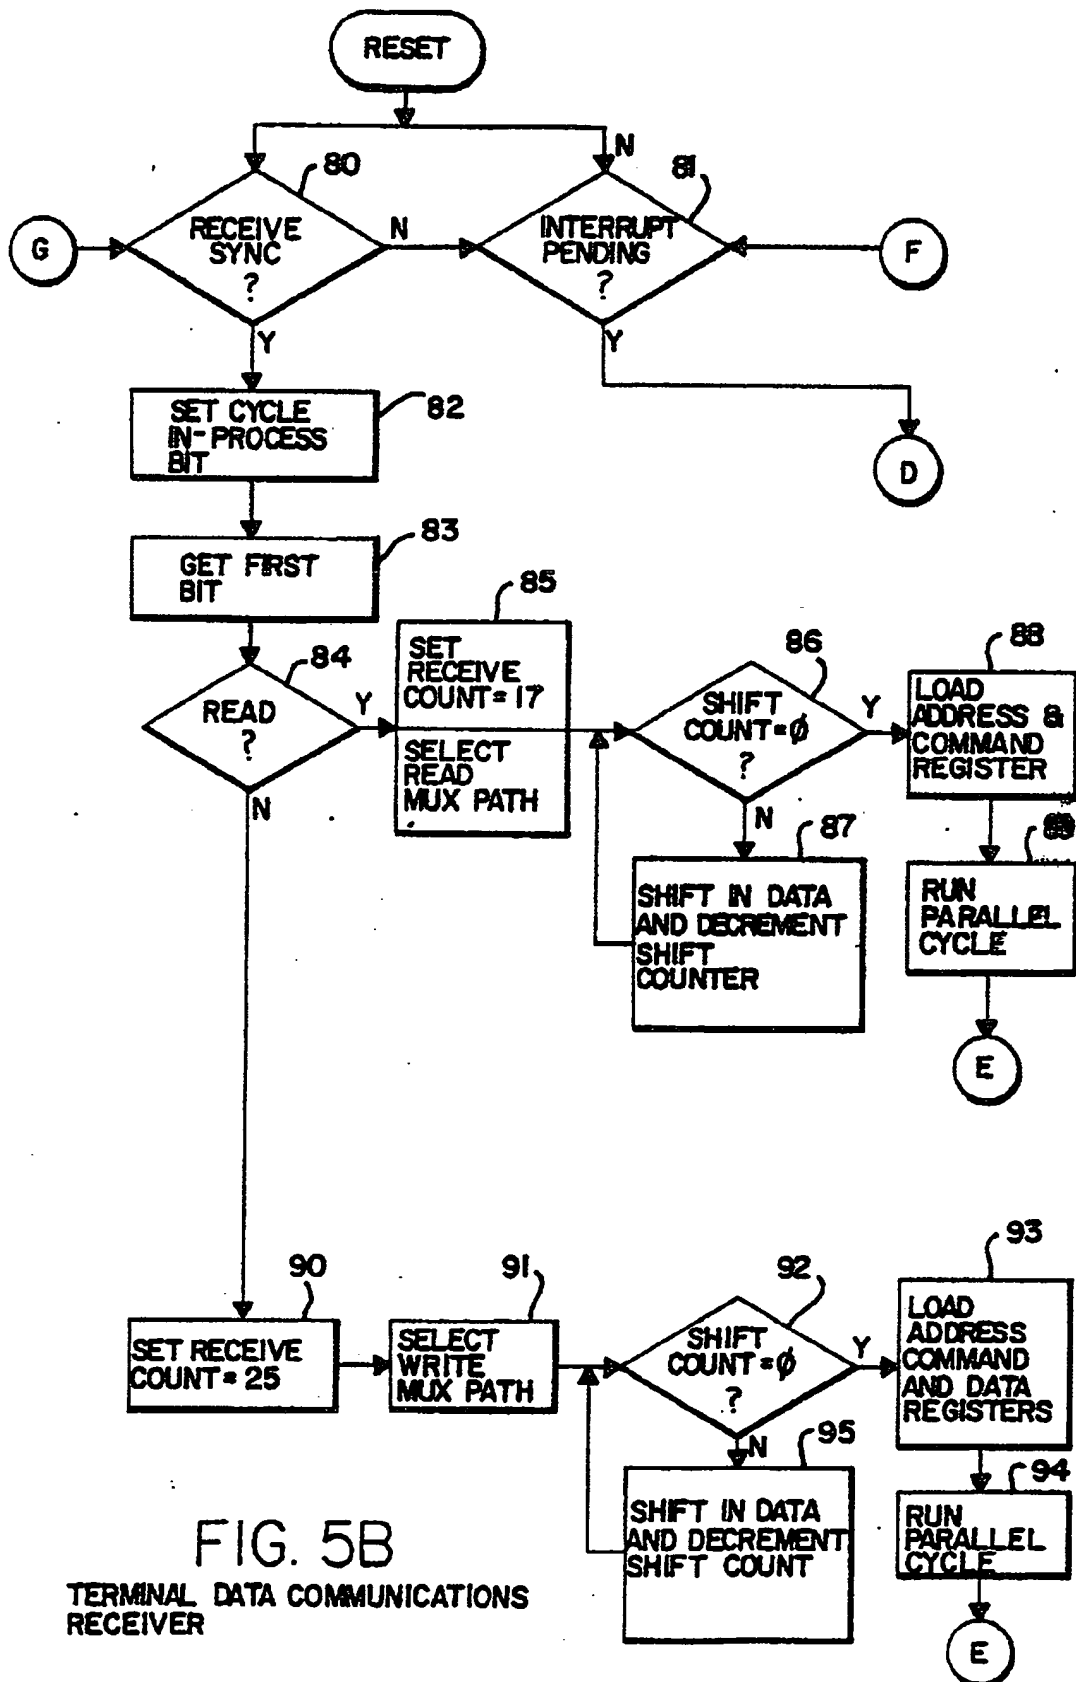 RESET
N
80
81
G
RECEIVE
SYNC
?
N
INTERRUPT
PENDING
?
F
Y
Y
SET CYCLE
IN-PROCESS
BIT
82
D
GET FIRST
BIT
83
READ
?
84
Y
N
85
SET
RECEIVE
COUNT=17
SELECT
READ
MUX PATH
SHIFT
COUNT=Ø
?
86
Y
N
88
LOAD
ADDRESS &
COMMAND
REGISTER
87
SHIFT IN DATA
AND DECREMENT
SHIFT
COUNTER
89
RUN
PARALLEL
CYCLE
E
90
SET RECEIVE
COUNT=25
91
SELECT
WRITE
MUX PATH
92
SHIFT
COUNT=Ø
?
Y
N
93
LOAD
ADDRESS
COMMAND
AND DATA
REGISTERS
95
SHIFT IN DATA
AND DECREMENT
SHIFT COUNT
94
RUN
PARALLEL
CYCLE
E
FIG. 5B
TERMINAL DATA COMMUNICATIONS
RECEIVER